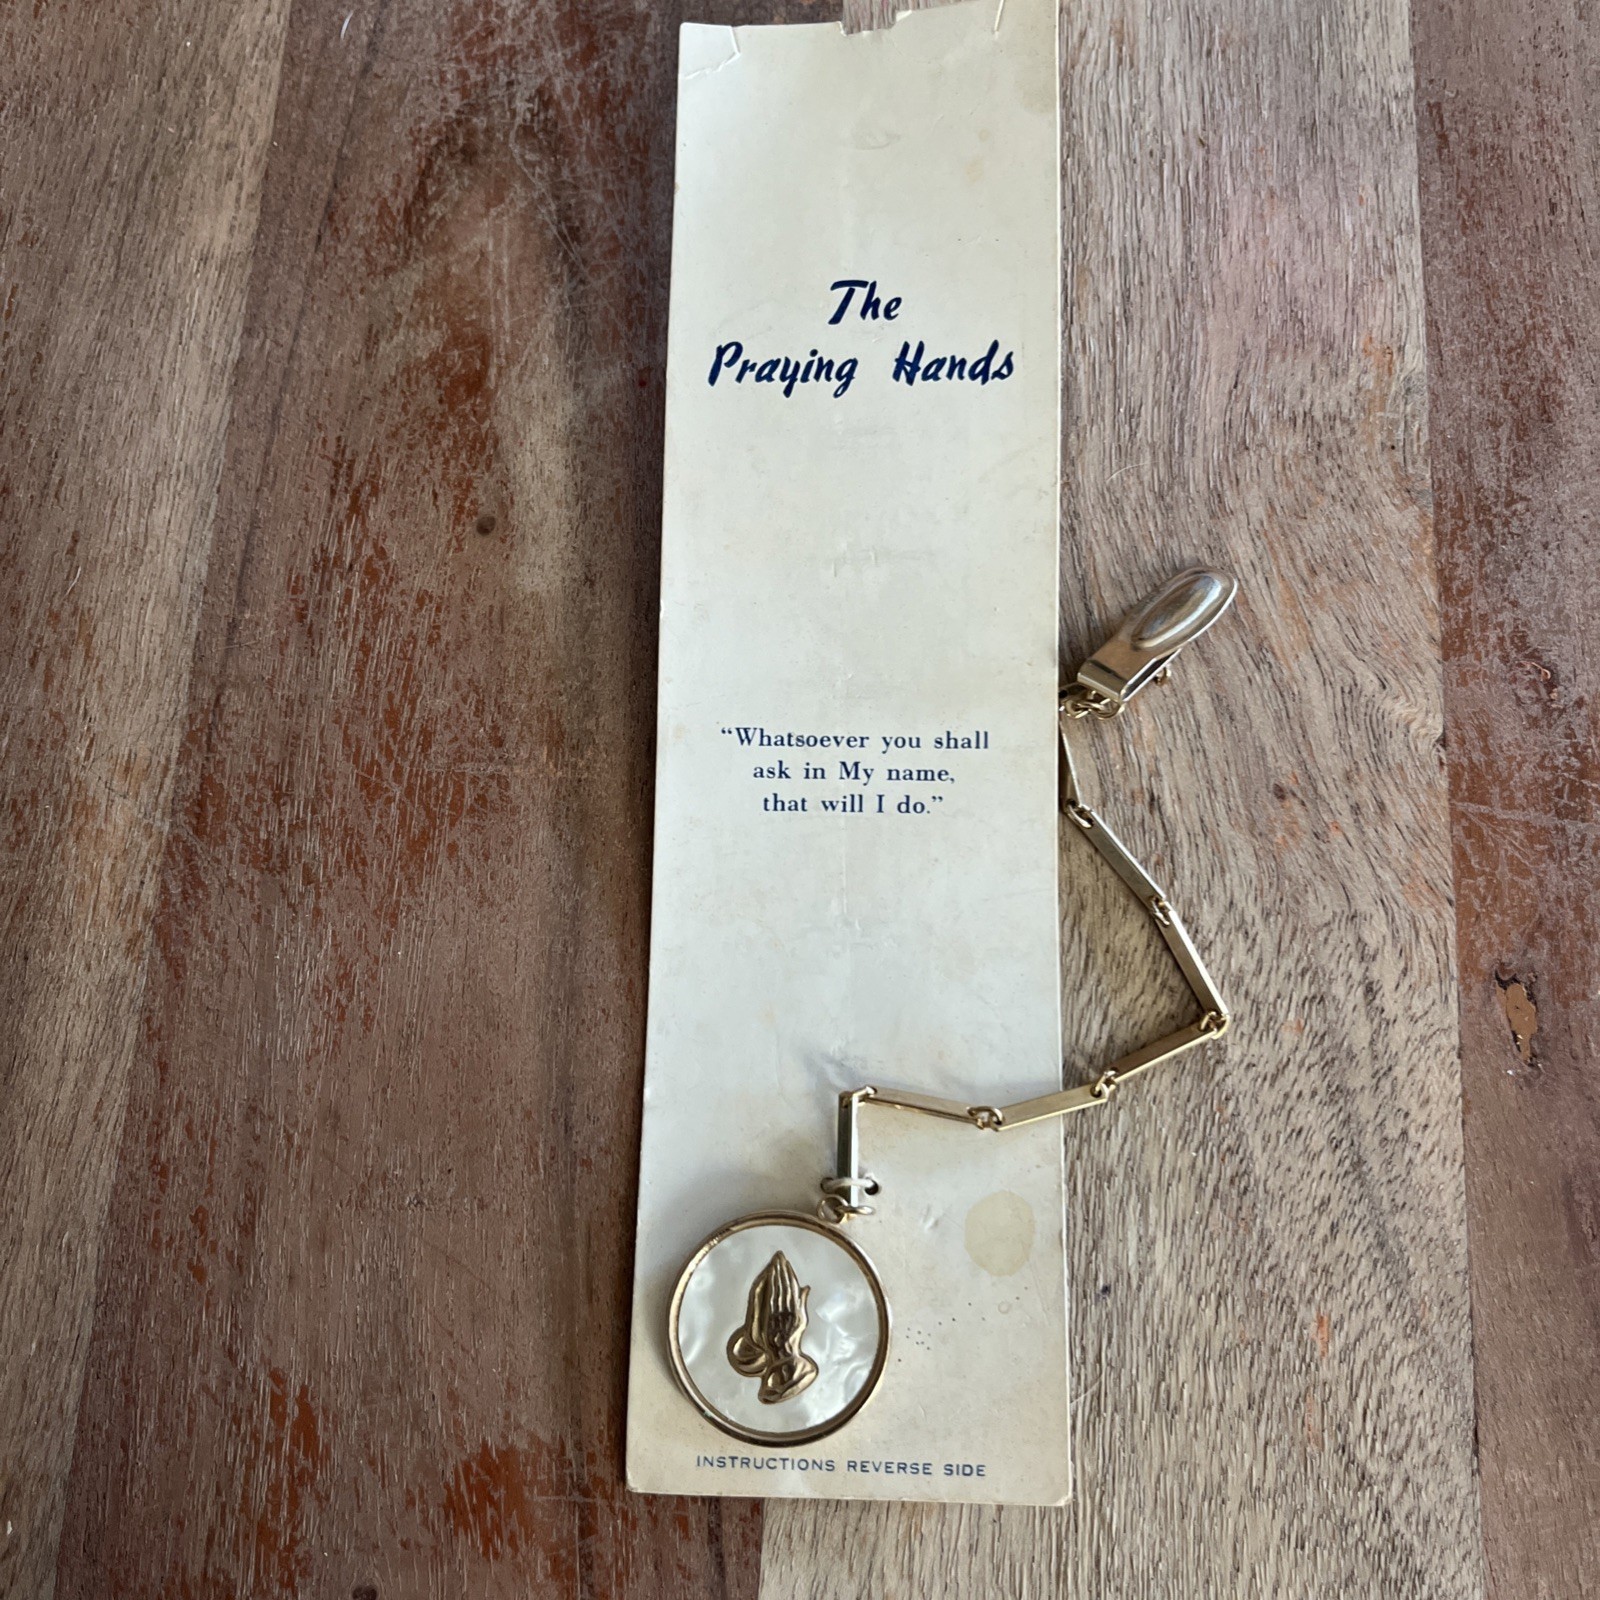 The
Praying Hands
“Whatsoever you shall
ask in My name,
that will I do.”
INSTRUCTIONS REVERSE SIDE